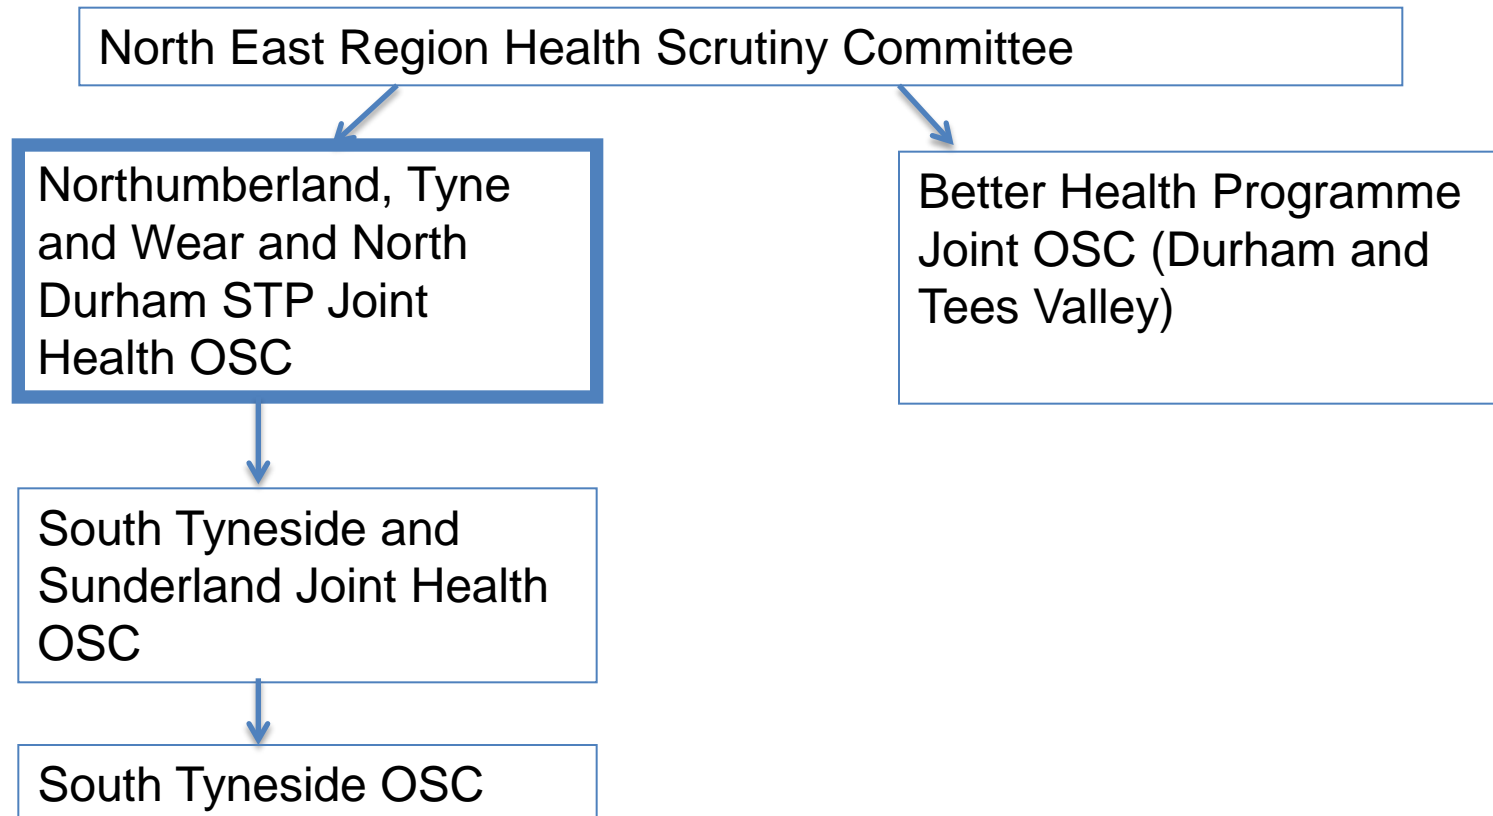 North East Region Health Scrutiny Committee
Northumberland, Tyne
and Wear and North
Durham STP Joint
Health OSC
Better Health Programme
Joint OSC (Durham and
Tees Valley)
South Tyneside and
Sunderland Joint Health
OSC
South Tyneside OSC